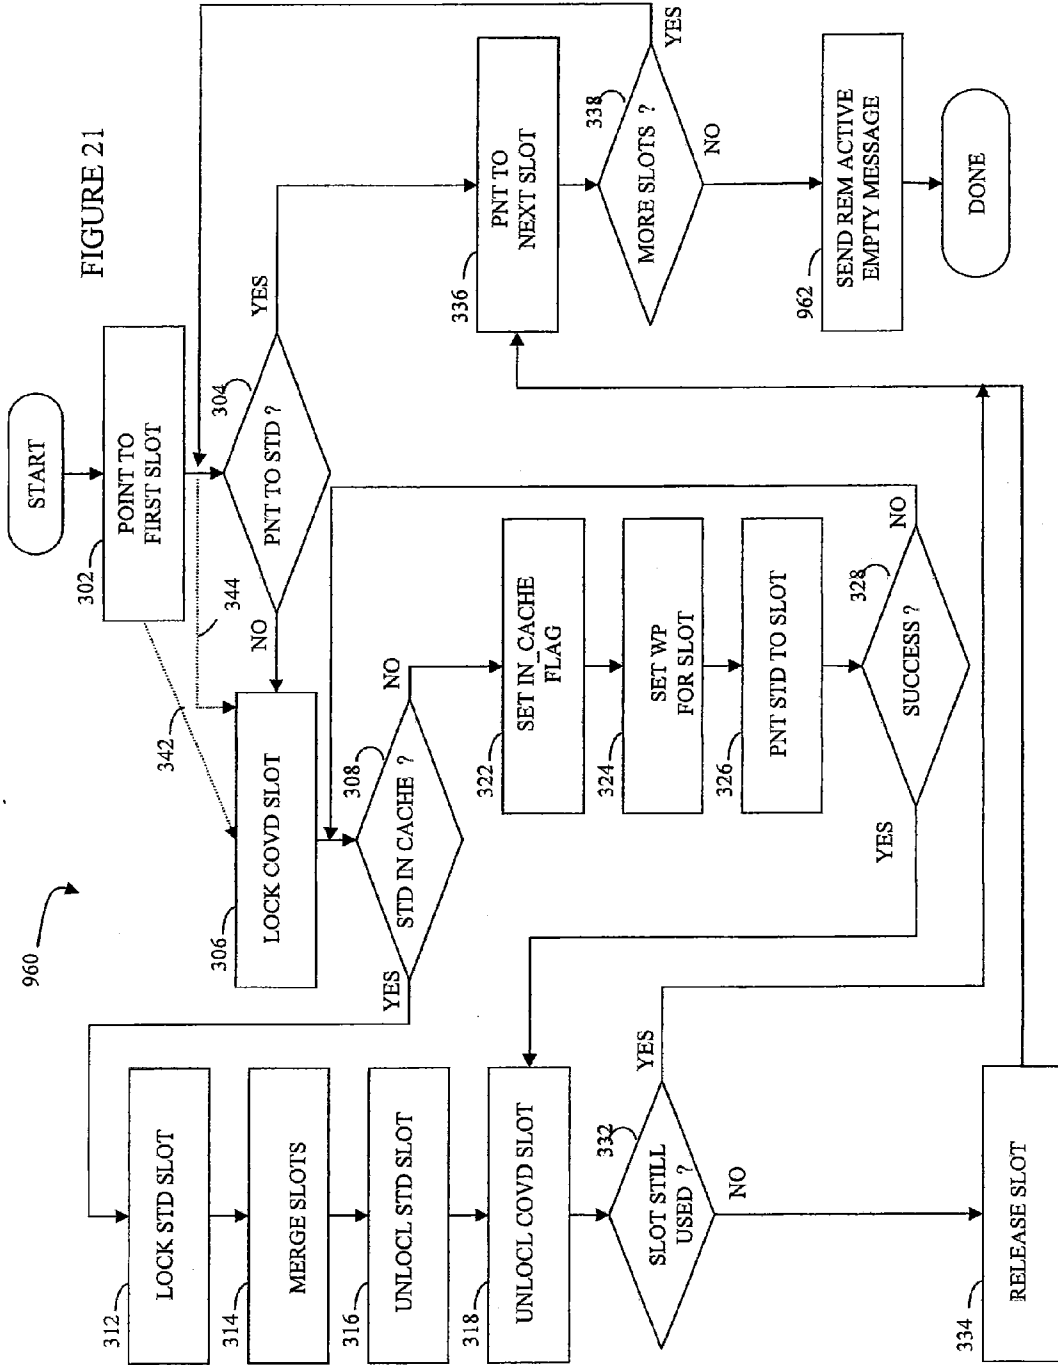 FIGURE 21
960
START
302
POINT TO
FIRST SLOT
342
344
304
PNT TO STD ?
YES
NO
306
LOCK COVD SLOT
308
STD IN CACHE ?
YES
NO
312
LOCK STD SLOT
314
MERGE SLOTS
316
UNLOCL STD SLOT
318
UNLOCL COVD SLOT
322
SET IN_CACHE
FLAG
324
SET WP
FOR SLOT
326
PNT STD TO SLOT
328
SUCCESS ?
YES
NO
332
SLOT STILL
USED ?
YES
NO
334
RELEASE SLOT
336
PNT TO
NEXT SLOT
338
MORE SLOTS ?
YES
NO
962
SEND REM ACTIVE
EMPTY MESSAGE
DONE